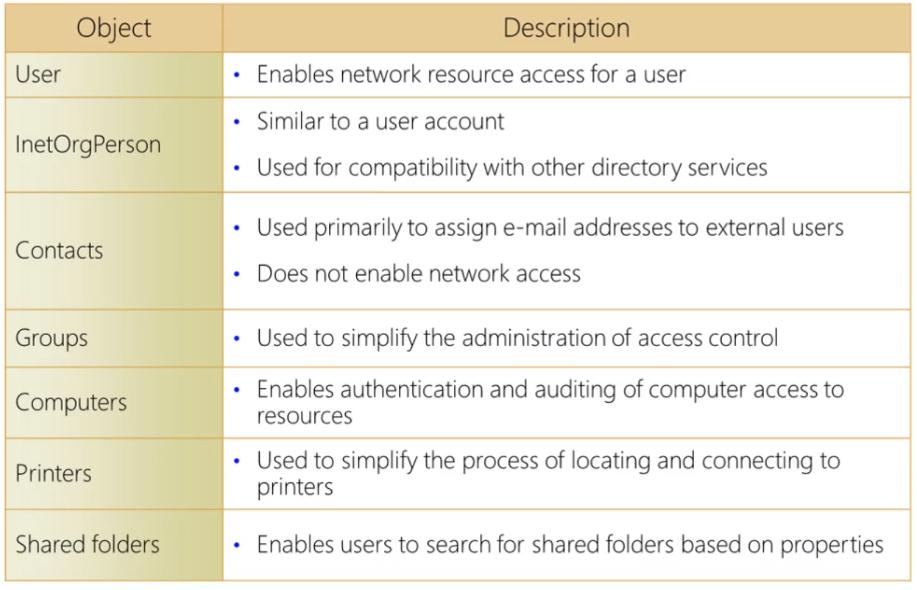 Object Description
User • Enables network resource access for a user
InetOrgPerson • Similar to a user account
• Used for compatibility with other directory services
Contacts • Used primarily to assign e-mail addresses to external users
• Does not enable network access
Groups • Used to simplify the administration of access control
Computers • Enables authentication and auditing of computer access to
resources
Printers • Used to simplify the process of locating and connecting to
printers
Shared folders • Enables users to search for shared folders based on properties